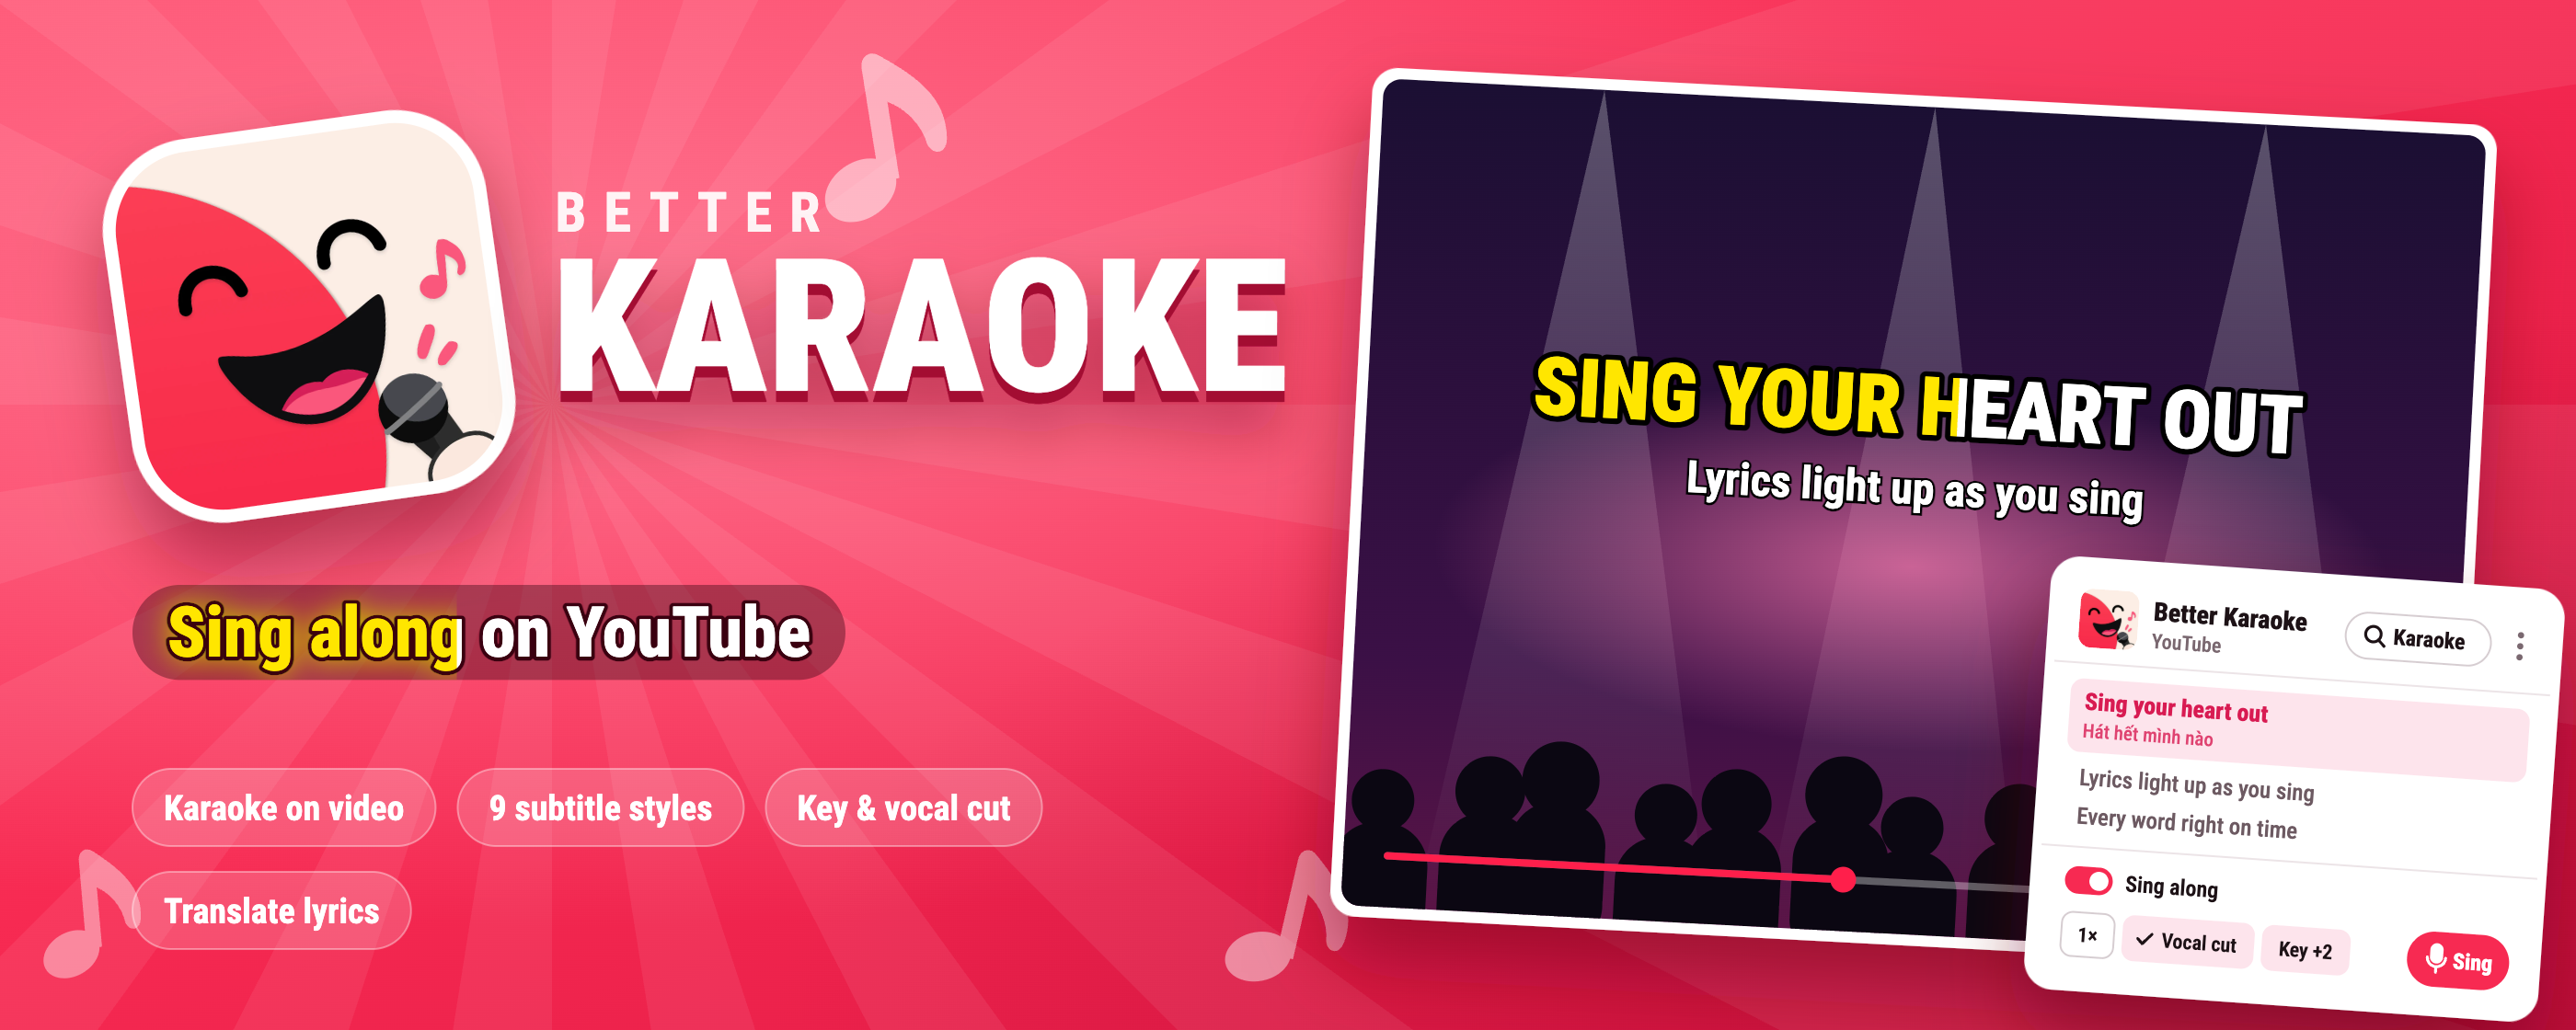 BETTER
KARAOKE
Sing along on YouTube
Karaoke on video
9 subtitle styles
Key & vocal cut
Translate lyrics
SING YOUR HEART OUT
Lyrics light up as you sing
Better Karaoke
YouTube
Karaoke
Sing your heart out
Hát hết mình nào
Lyrics light up as you sing
Every word right on time
Sing along
1×
Vocal cut
Key +2
Sing